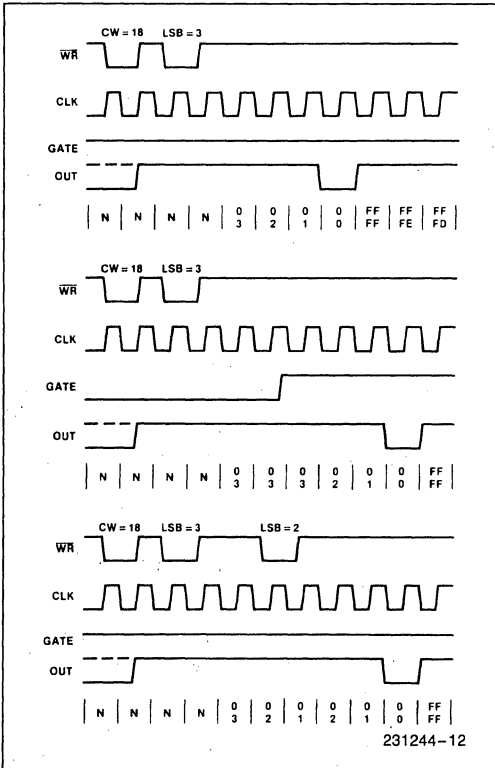 CW = 18 LSB = 3
WR
CLK
GATE
OUT
N N N N 0 0 0 0 FF FF FF
3 2 1 0 FF FE FD
CW = 18 LSB = 3
WR
CLK
GATE
OUT
N N N N 0 0 0 0 0 0 FF
3 3 3 2 1 0 FF
CW = 18 LSB = 3 LSB = 2
WR
CLK
GATE
OUT
N N N N 0 0 0 0 0 0 FF
3 2 1 2 1 0 FF
231244-12